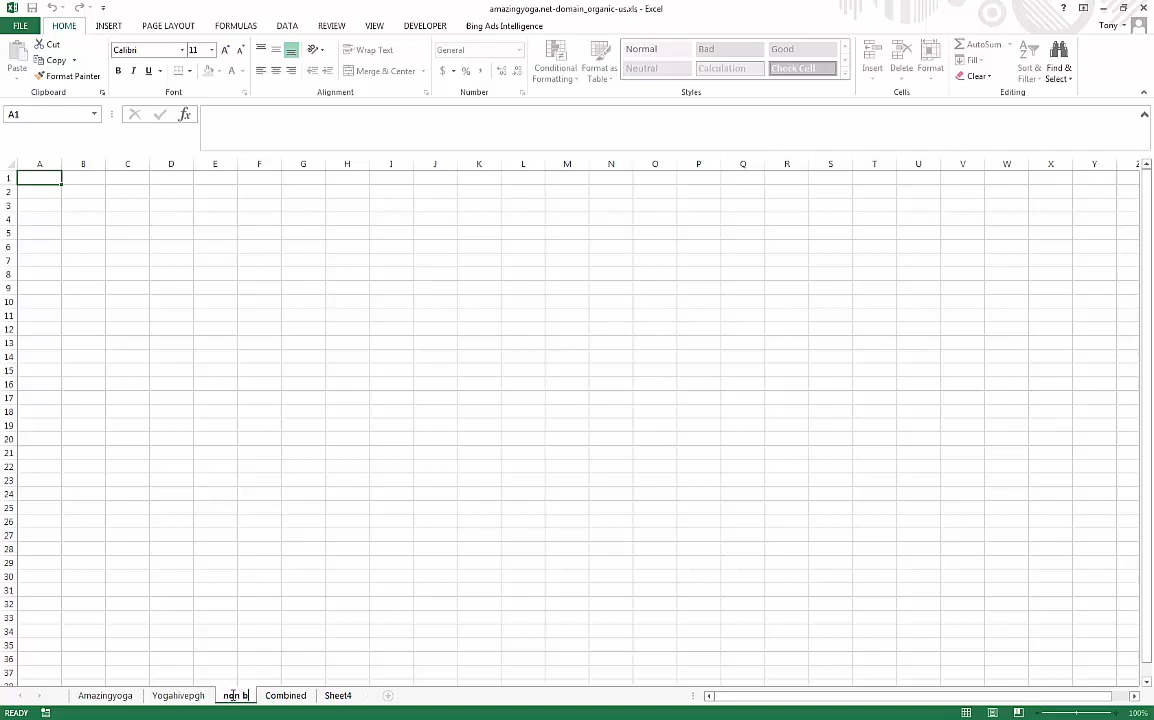 amazingyoga.net-domain_organic-us.xls - Excel
?
FILE HOME INSERT PAGE LAYOUT FORMULAS DATA REVIEW VIEW DEVELOPER Bing Ads Intelligence Tony
Paste
Cut
Copy
Format Painter
Clipboard
Calibri 11
B I U
Font
Wrap Text
Merge & Center
Alignment
General
$ % ,
Number
Conditional Formatting
Format as Table
Normal Bad Good
Neutral Calculation Check Cell
Styles
Insert Delete Format
Cells
AutoSum
Fill
Clear
Sort & Filter
Find & Select
Editing
A1 fx
A B C D E F G H I J K L M N O P Q R S T U V W X Y Z
1
2
3
4
5
6
7
8
9
10
11
12
13
14
15
16
17
18
19
20
21
22
23
24
25
26
27
28
29
30
31
32
33
34
35
36
37
Amazingyoga Yogahivepgh non b Combined Sheet4
READY 100%